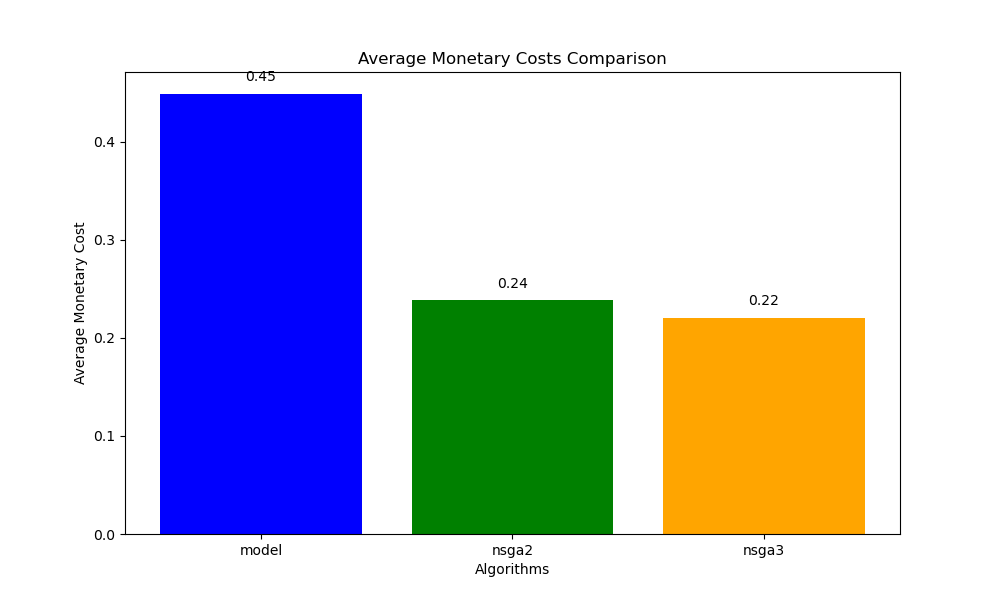 Average Monetary Costs Comparison
0.45
0.24
0.22
Average Monetary Cost
0.4
0.3
0.2
0.1
0.0
model
nsga2
nsga3
Algorithms